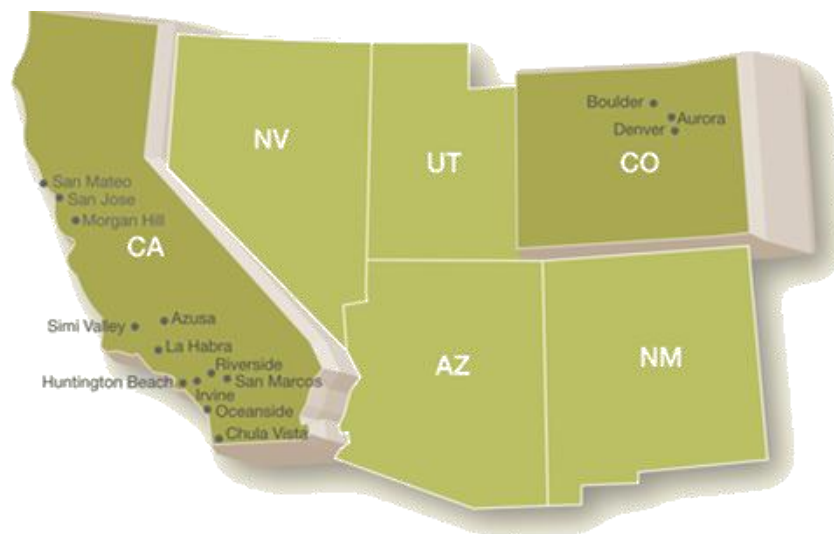 Boulder
Aurora
Denver
NV
UT
CO
San Mateo
San Jose
Morgan Hill
CA
Simi Valley
Azusa
La Habra
Riverside
Huntington Beach
San Marcos
Irvine
Oceanside
Chula Vista
AZ
NM